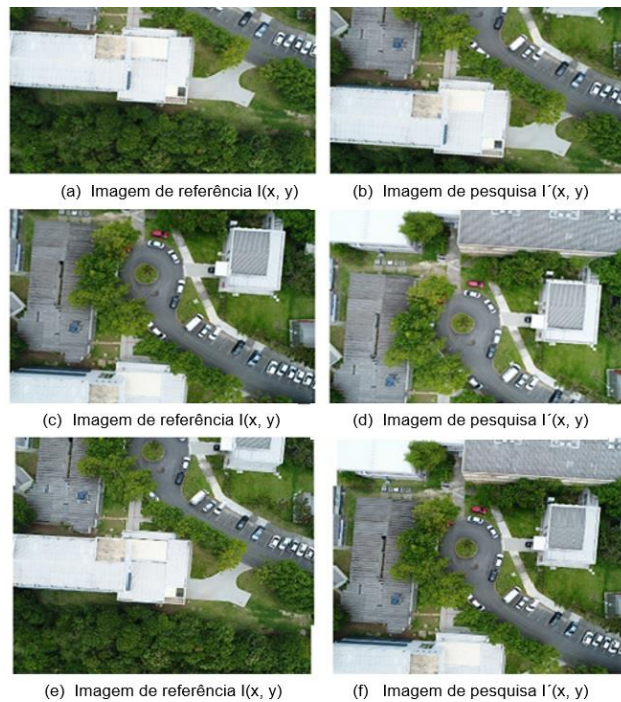 (a) Imagem de referência I(x, y)
(b) Imagem de pesquisa I´(x, y)
(c) Imagem de referência I(x, y)
(d) Imagem de pesquisa I´(x, y)
(e) Imagem de referência I(x, y)
(f) Imagem de pesquisa I´(x, y)